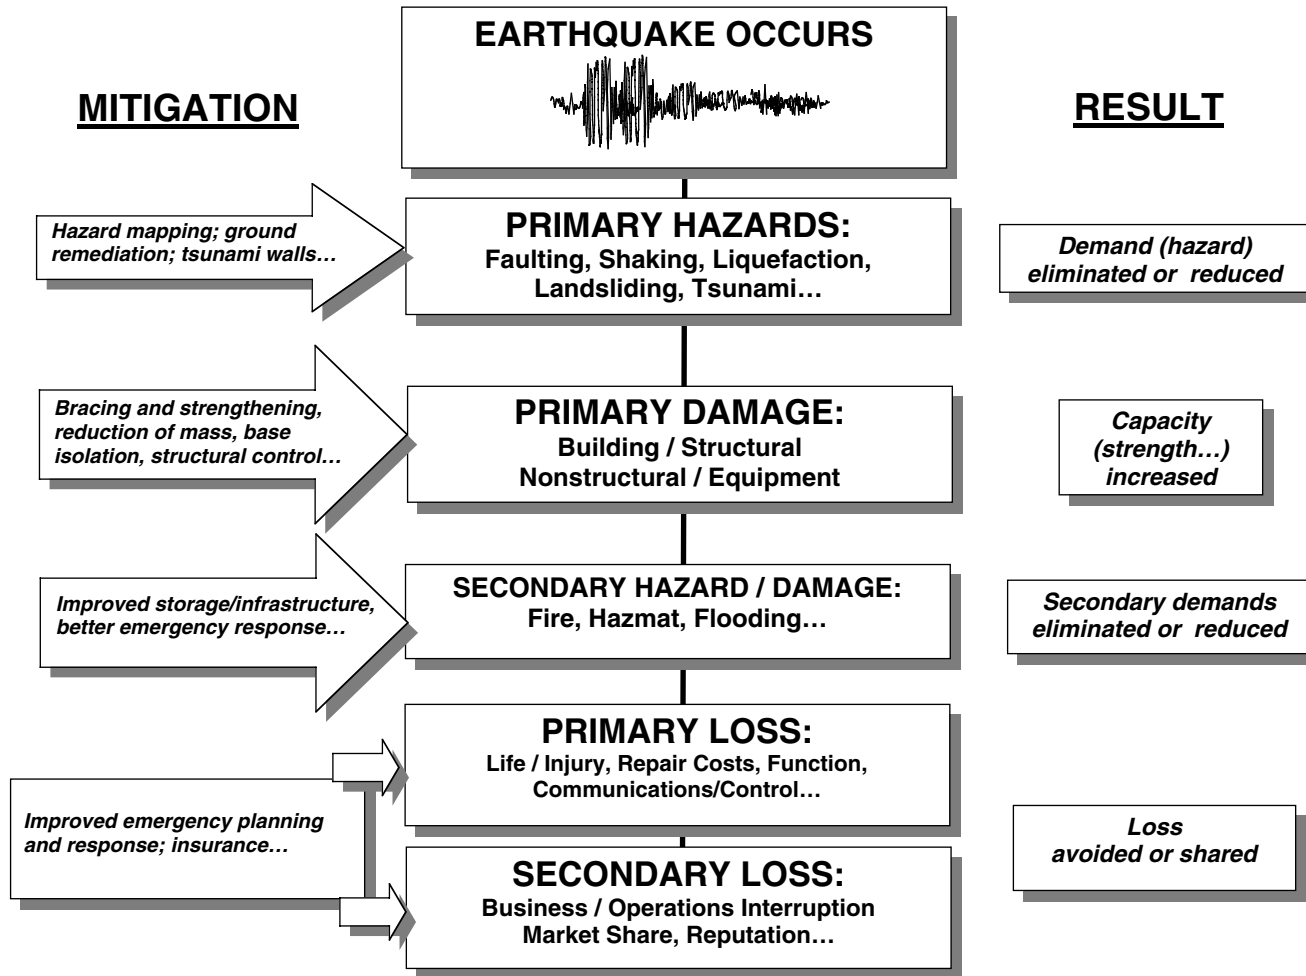 EARTHQUAKE OCCURS
MITIGATION
RESULT
Hazard mapping; ground
remediation; tsunami walls…
PRIMARY HAZARDS:
Faulting, Shaking, Liquefaction,
Landsliding, Tsunami…
Demand (hazard)
eliminated or  reduced
Bracing and strengthening,
reduction of mass, base
isolation, structural control…
PRIMARY DAMAGE:
Building / Structural
Nonstructural / Equipment
Capacity
(strength…)
increased
Improved storage/infrastructure,
better emergency response…
SECONDARY HAZARD / DAMAGE:
Fire, Hazmat, Flooding…
Secondary demands
eliminated or  reduced
PRIMARY LOSS:
Life / Injury, Repair Costs, Function,
Communications/Control…
Improved emergency planning
and response; insurance…
Loss
avoided or shared
SECONDARY LOSS:
Business / Operations Interruption
Market Share, Reputation…